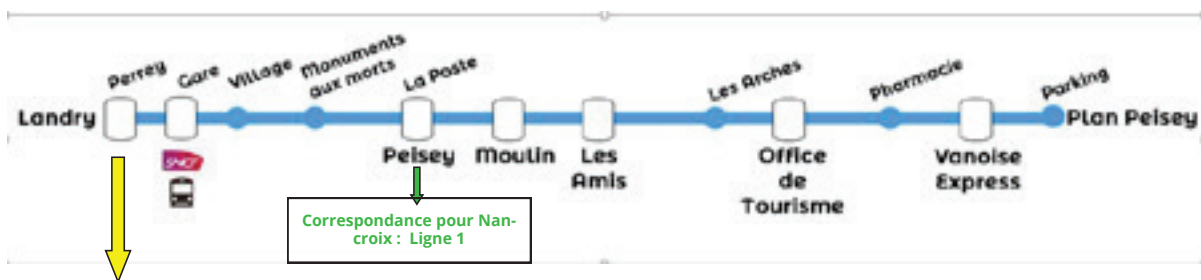 Perrey
Gare
Village
Monuments
aux morts
La Poste
Les Arches
Pharmacie
Parking
Landry
Plan Peisey
SNCF
Peisey
Moulin
Les
Amis
Office
de
Tourisme
Vanoise
Express
Correspondance pour Nan-
croix : Ligne 1